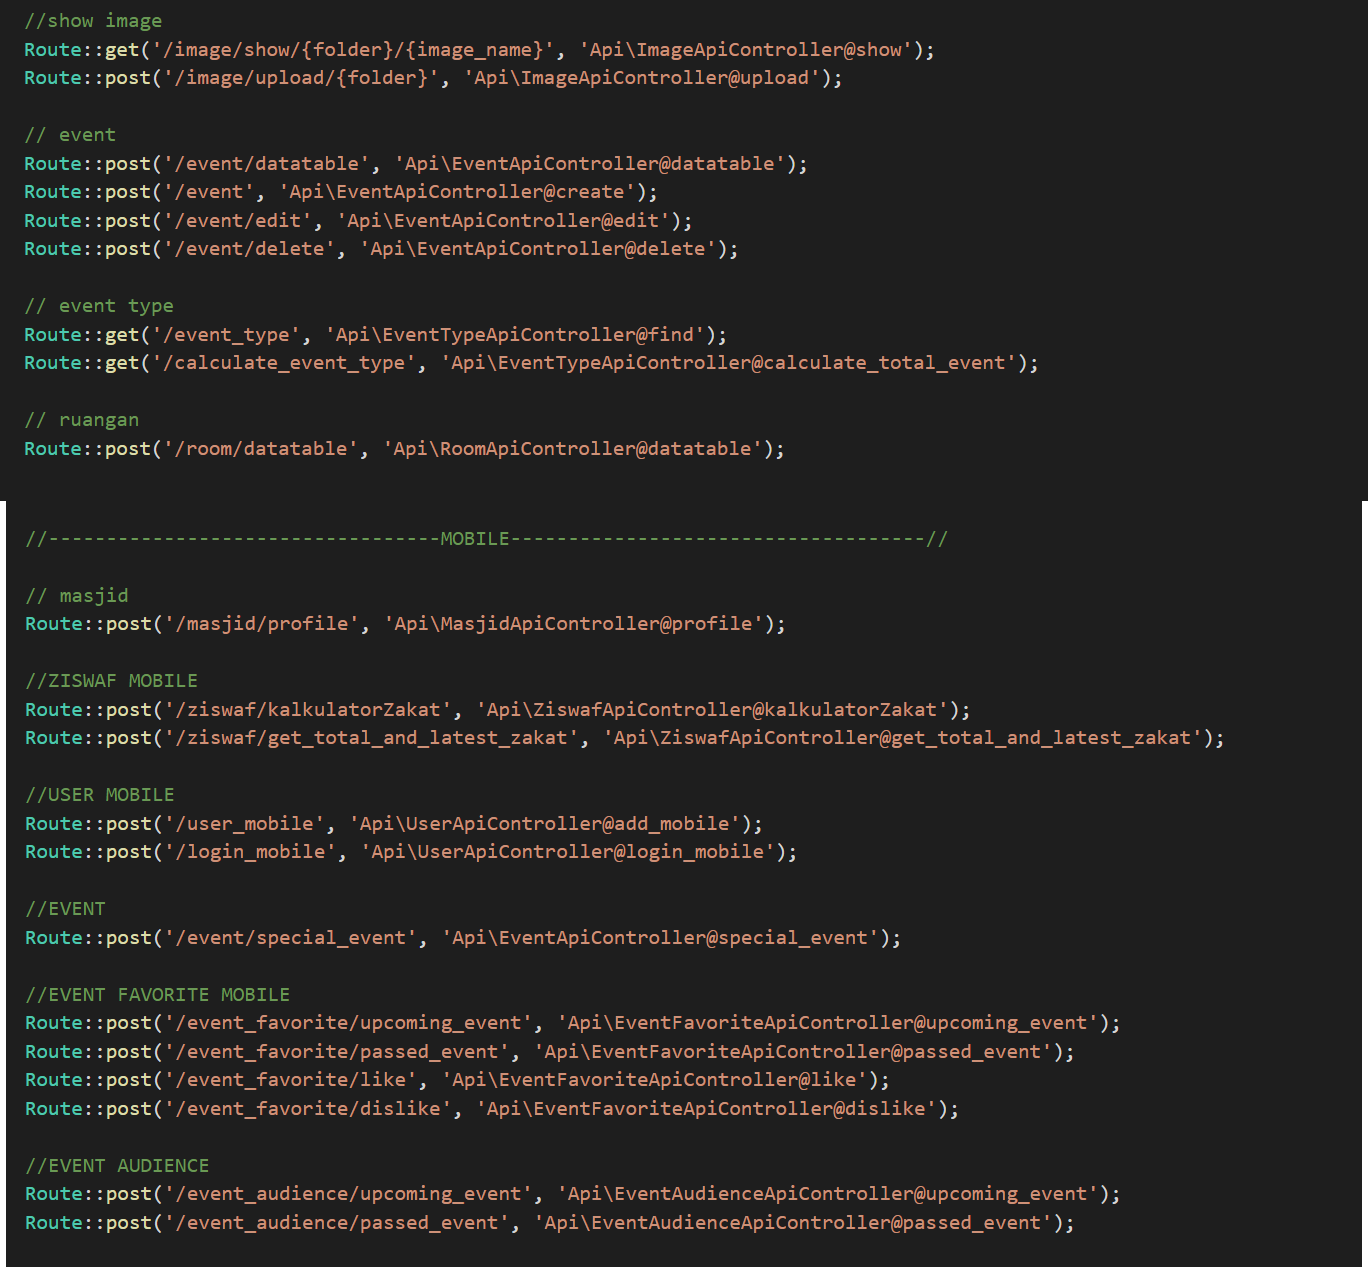 //show image
Route::get('/image/show/{folder}/{image_name}', 'Api\ImageApiController@show');
Route::post('/image/upload/{folder}', 'Api\ImageApiController@upload');
// event
Route::post('/event/datatable', 'Api\EventApiController@datatable');
Route::post('/event', 'Api\EventApiController@create');
Route::post('/event/edit', 'Api\EventApiController@edit');
Route::post('/event/delete', 'Api\EventApiController@delete');
// event type
Route::get('/event_type', 'Api\EventTypeApiController@find');
Route::get('/calculate_event_type', 'Api\EventTypeApiController@calculate_total_event');
// ruangan
Route::post('/room/datatable', 'Api\RoomApiController@datatable');
//----------------------------------MOBILE------------------------------------//
// masjid
Route::post('/masjid/profile', 'Api\MasjidApiController@profile');
//ZISWAF MOBILE
Route::post('/ziswaf/kalkulatorZakat', 'Api\ZiswafApiController@kalkulatorZakat');
Route::post('/ziswaf/get_total_and_latest_zakat', 'Api\ZiswafApiController@get_total_and_latest_zakat');
//USER MOBILE
Route::post('/user_mobile', 'Api\UserApiController@add_mobile');
Route::post('/login_mobile', 'Api\UserApiController@login_mobile');
//EVENT
Route::post('/event/special_event', 'Api\EventApiController@special_event');
//EVENT FAVORITE MOBILE
Route::post('/event_favorite/upcoming_event', 'Api\EventFavoriteApiController@upcoming_event');
Route::post('/event_favorite/passed_event', 'Api\EventFavoriteApiController@passed_event');
Route::post('/event_favorite/like', 'Api\EventFavoriteApiController@like');
Route::post('/event_favorite/dislike', 'Api\EventFavoriteApiController@dislike');
//EVENT AUDIENCE
Route::post('/event_audience/upcoming_event', 'Api\EventAudienceApiController@upcoming_event');
Route::post('/event_audience/passed_event', 'Api\EventAudienceApiController@passed_event');